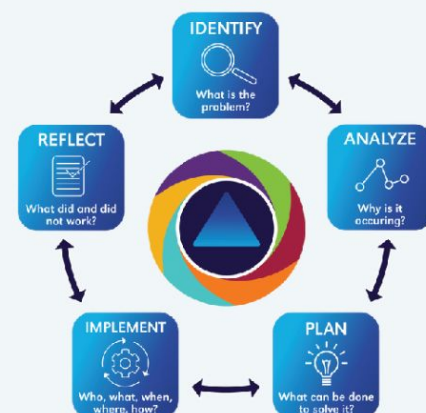 IDENTIFY
What is the
problem?
ANALYZE
Why is it
occuring?
PLAN
What can be done
to solve it?
IMPLEMENT
Who, what, when,
where, how?
REFLECT
What did and did
not work?